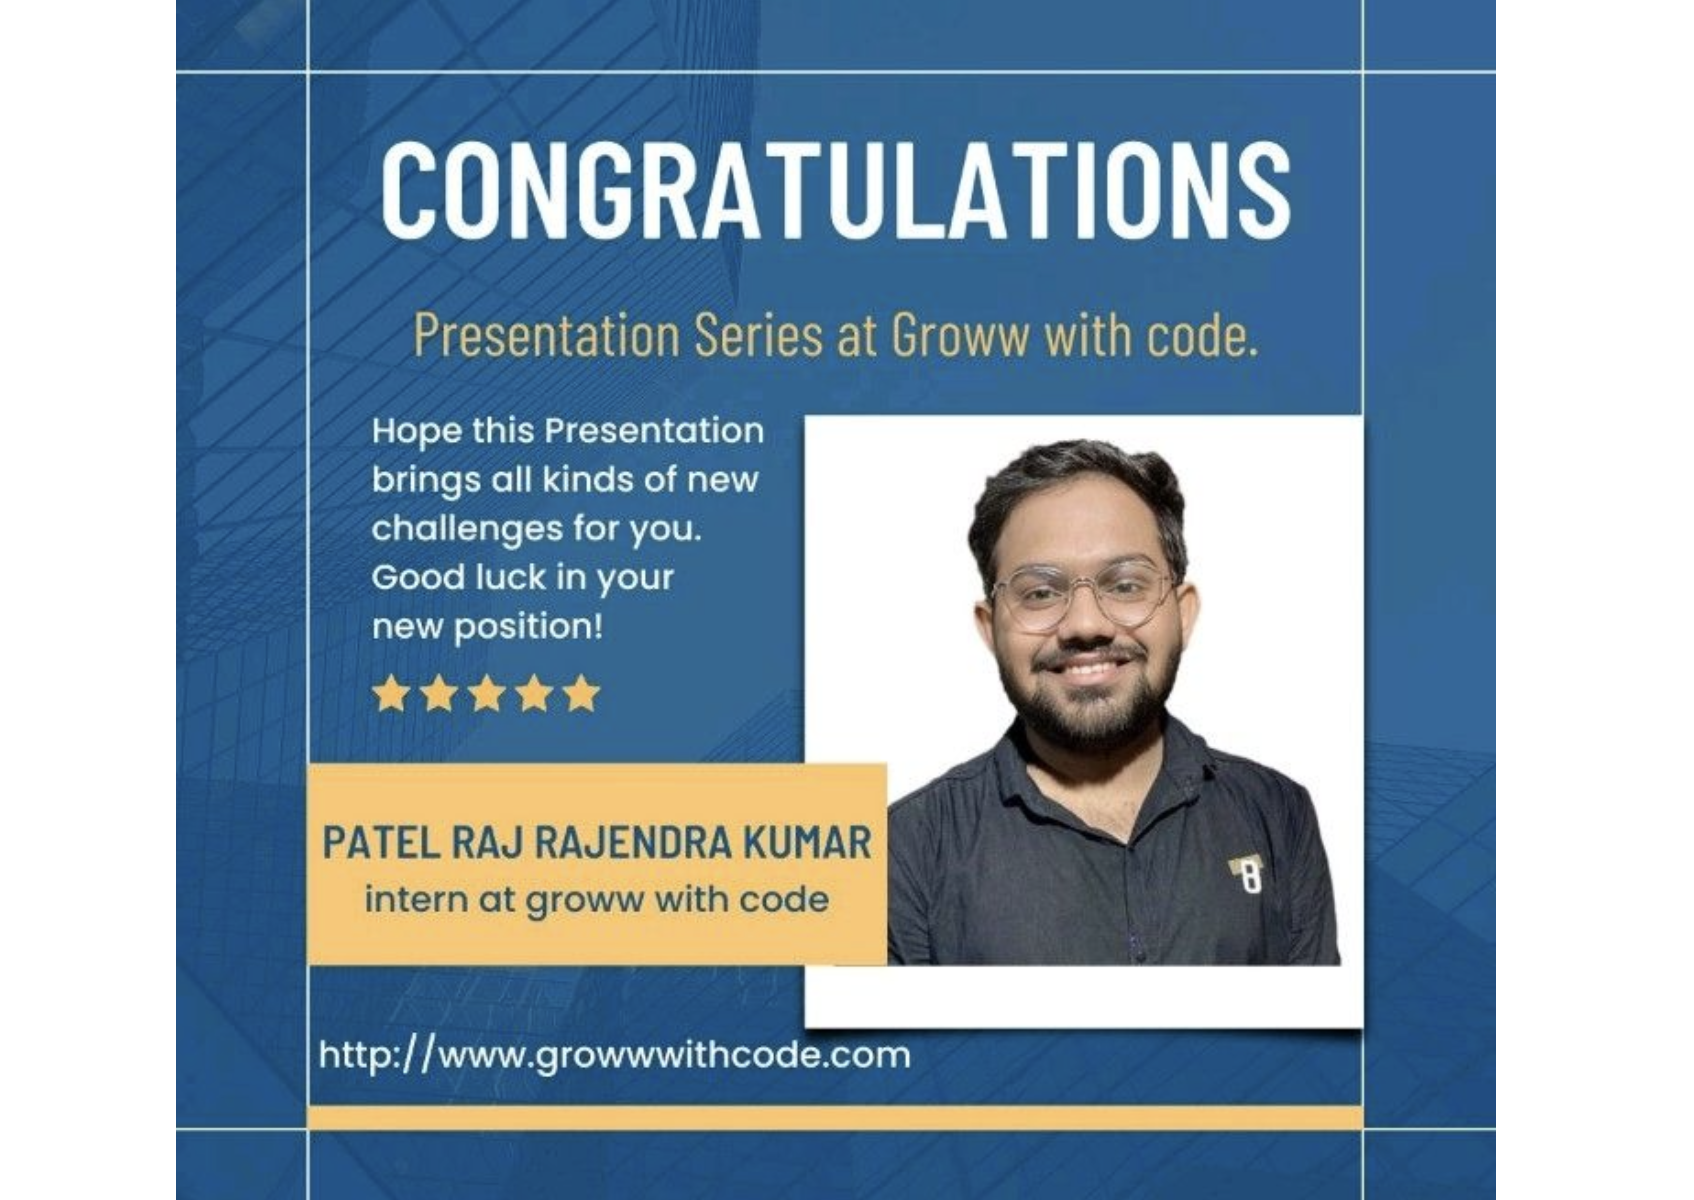 CONGRATULATIONS
Presentation Series at Groww with code.
Hope this Presentation
brings all kinds of new
challenges for you.
Good luck in your
new position!
PATEL RAJ RAJENDRA KUMAR
intern at groww with code
http://www.growwwithcode.com
8